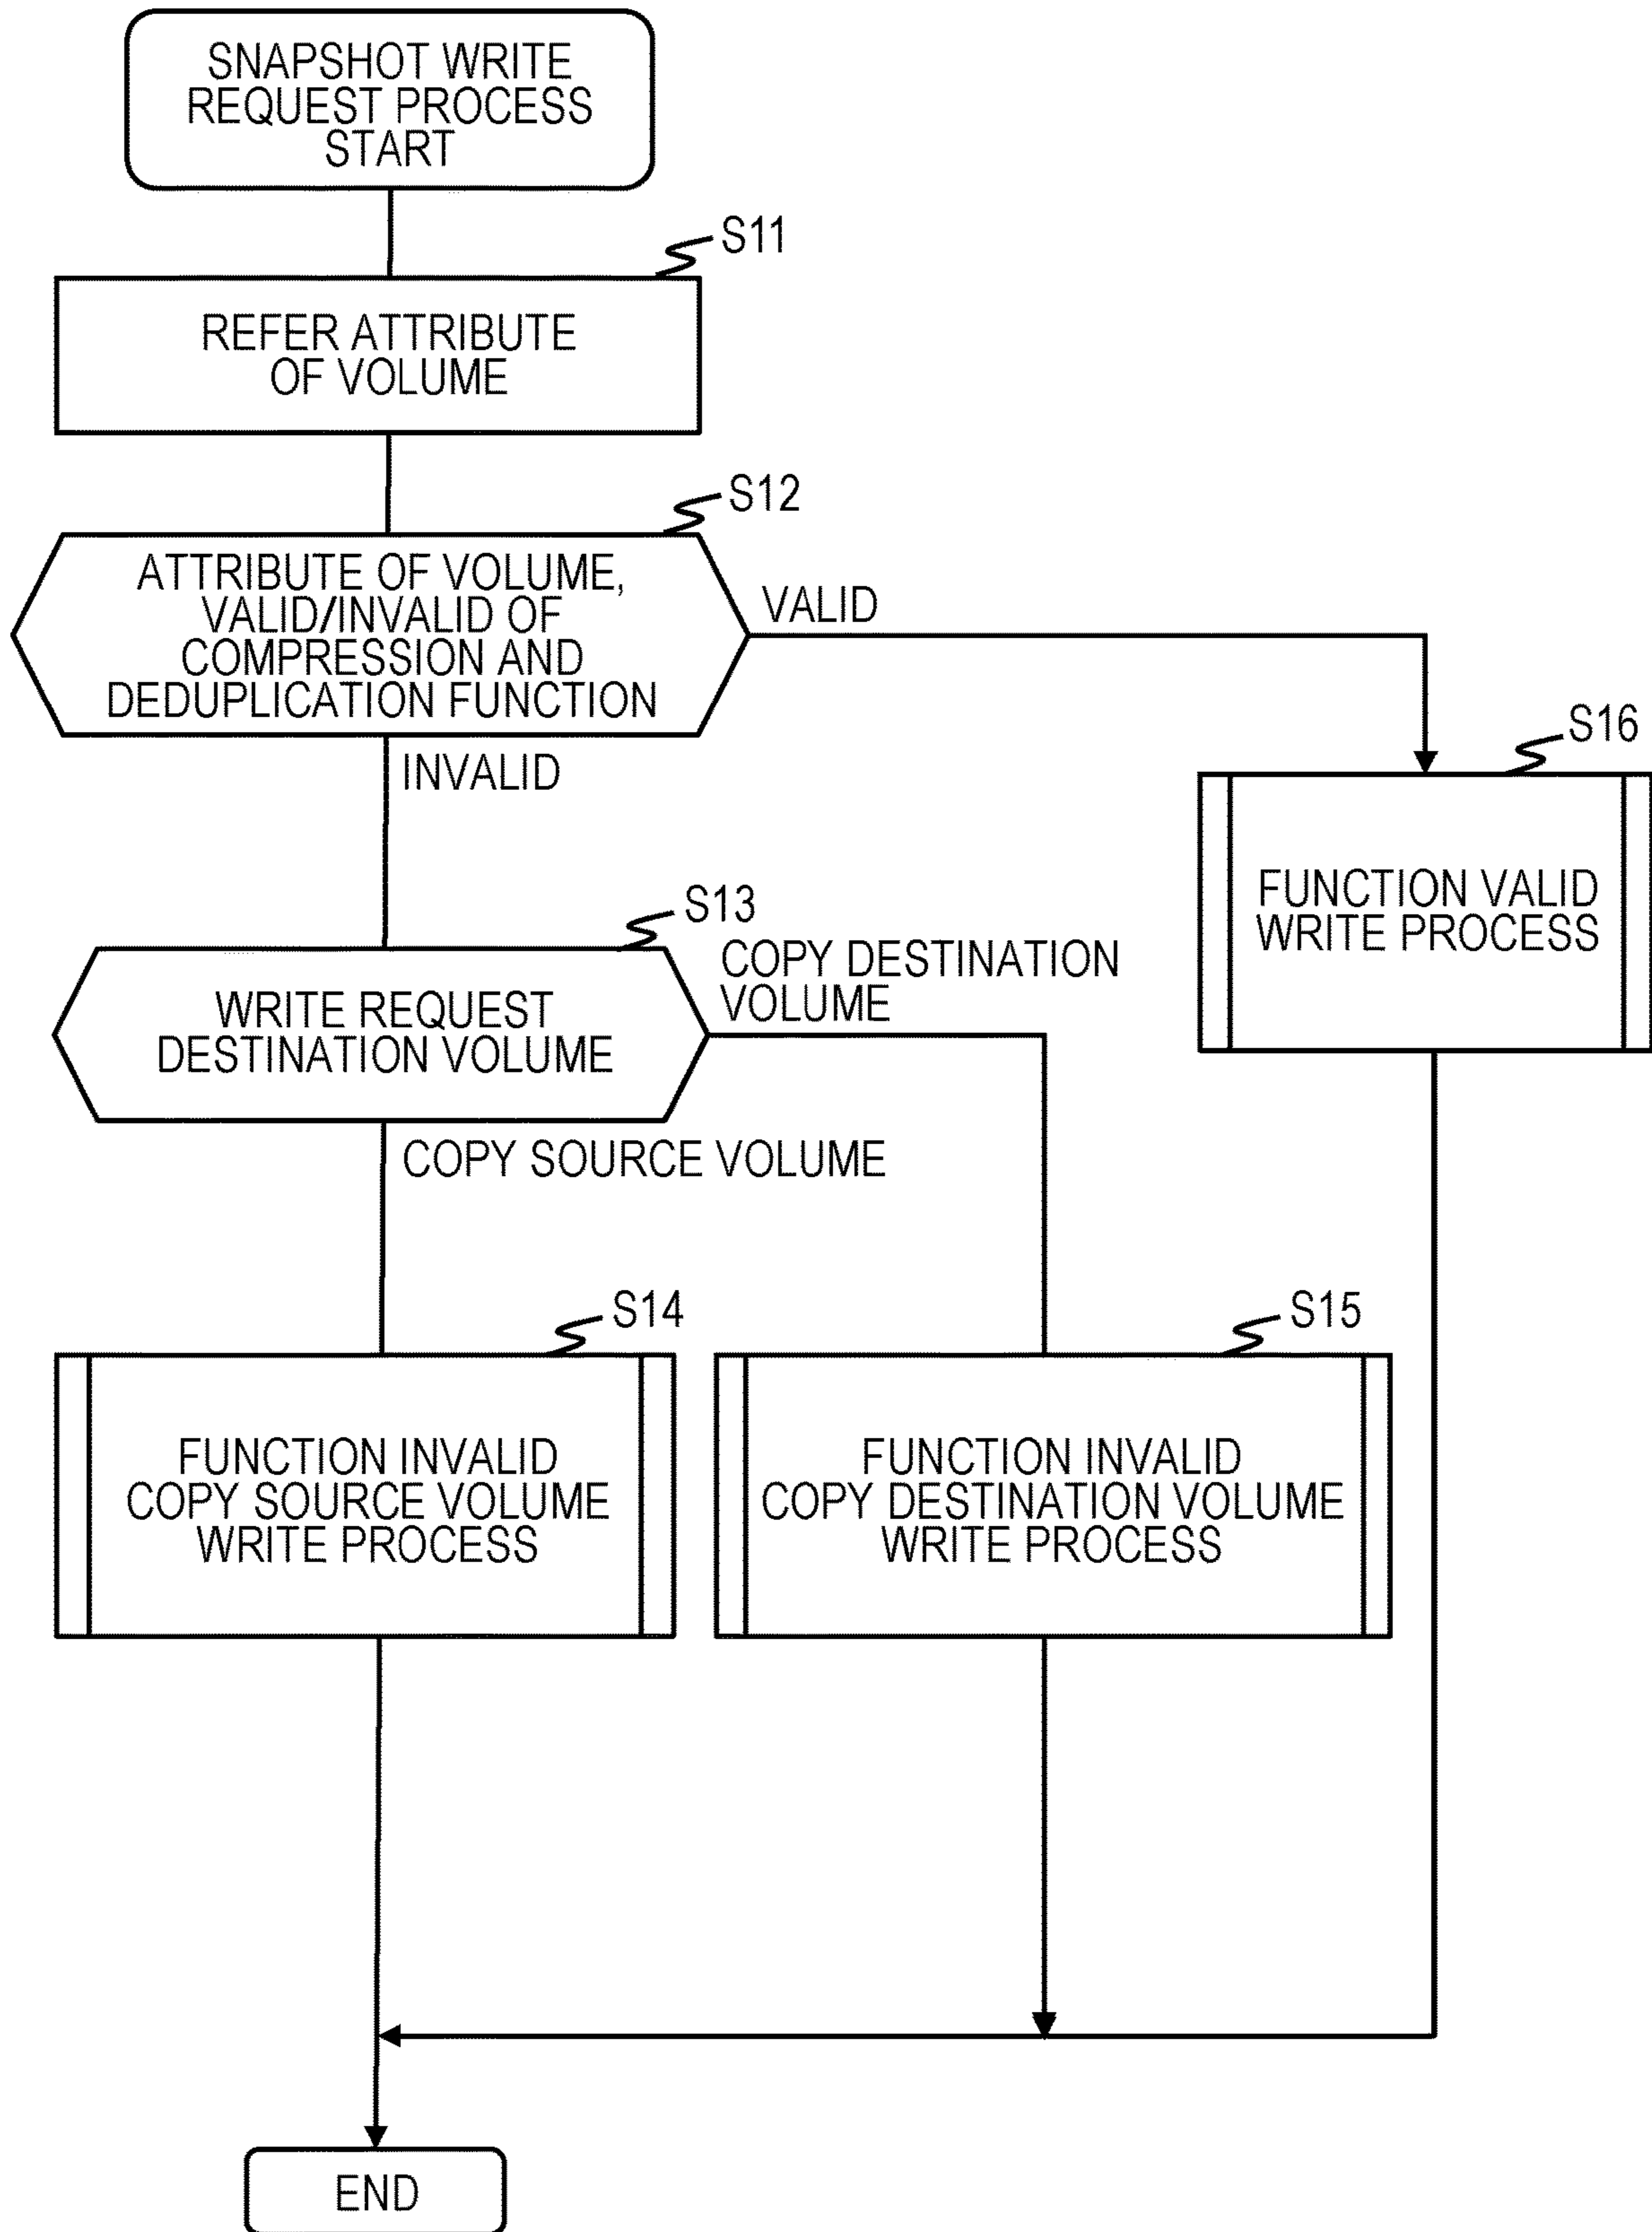 SNAPSHOT WRITE
REQUEST PROCESS
START
S11
REFER ATTRIBUTE
OF VOLUME
S12
ATTRIBUTE OF VOLUME,
VALID/INVALID OF
COMPRESSION AND
DEDUPLICATION FUNCTION
VALID
INVALID
S16
FUNCTION VALID
WRITE PROCESS
S13
WRITE REQUEST
DESTINATION VOLUME
COPY DESTINATION
VOLUME
COPY SOURCE VOLUME
S14
FUNCTION INVALID
COPY SOURCE VOLUME
WRITE PROCESS
S15
FUNCTION INVALID
COPY DESTINATION VOLUME
WRITE PROCESS
END